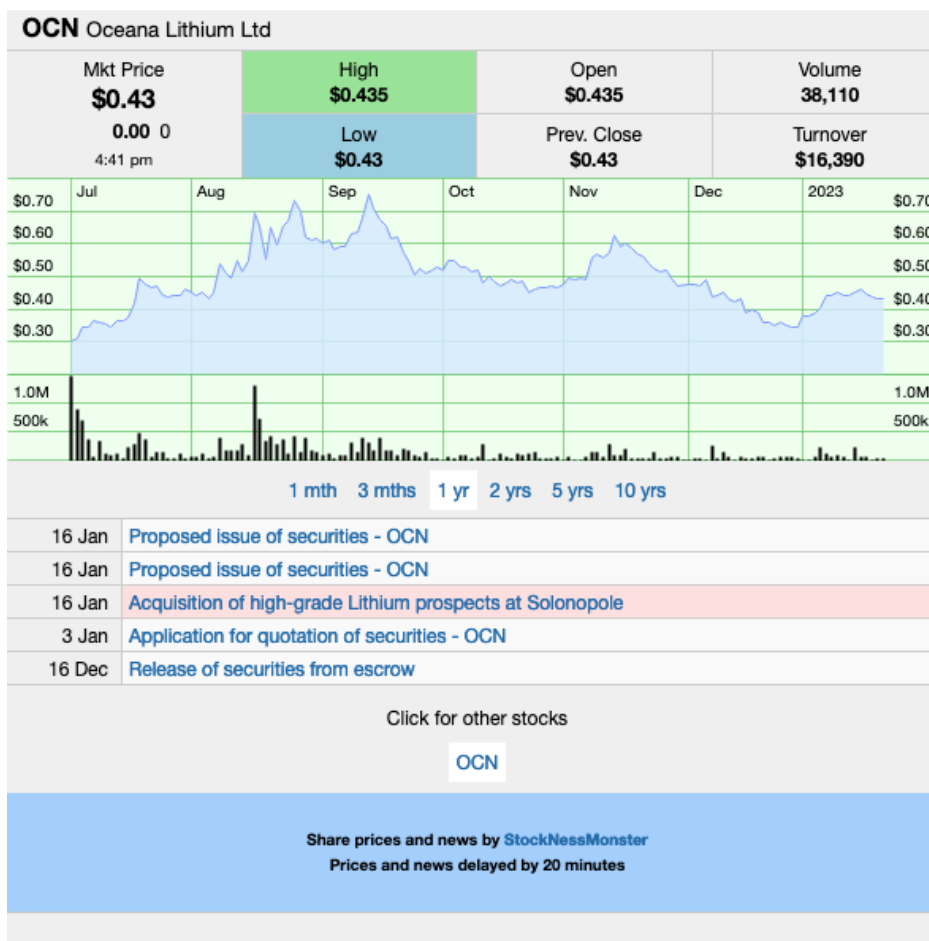 OCN Oceana Lithium Ltd
Mkt Price
$0.43
0.00 0
4:41 pm
High
$0.435
Open
$0.435
Volume
38,110
Low
$0.43
Prev. Close
$0.43
Turnover
$16,390
Jul Aug Sep Oct Nov Dec 2023
$0.70 $0.70
$0.60 $0.60
$0.50 $0.50
$0.40 $0.40
$0.30 $0.30
1.0M 1.0M
500k 500k
1 mth 3 mths 1 yr 2 yrs 5 yrs 10 yrs
16 Jan Proposed issue of securities - OCN
16 Jan Proposed issue of securities - OCN
16 Jan Acquisition of high-grade Lithium prospects at Solonopole
3 Jan Application for quotation of securities - OCN
16 Dec Release of securities from escrow
Click for other stocks
OCN
Share prices and news by StockNessMonster
Prices and news delayed by 20 minutes